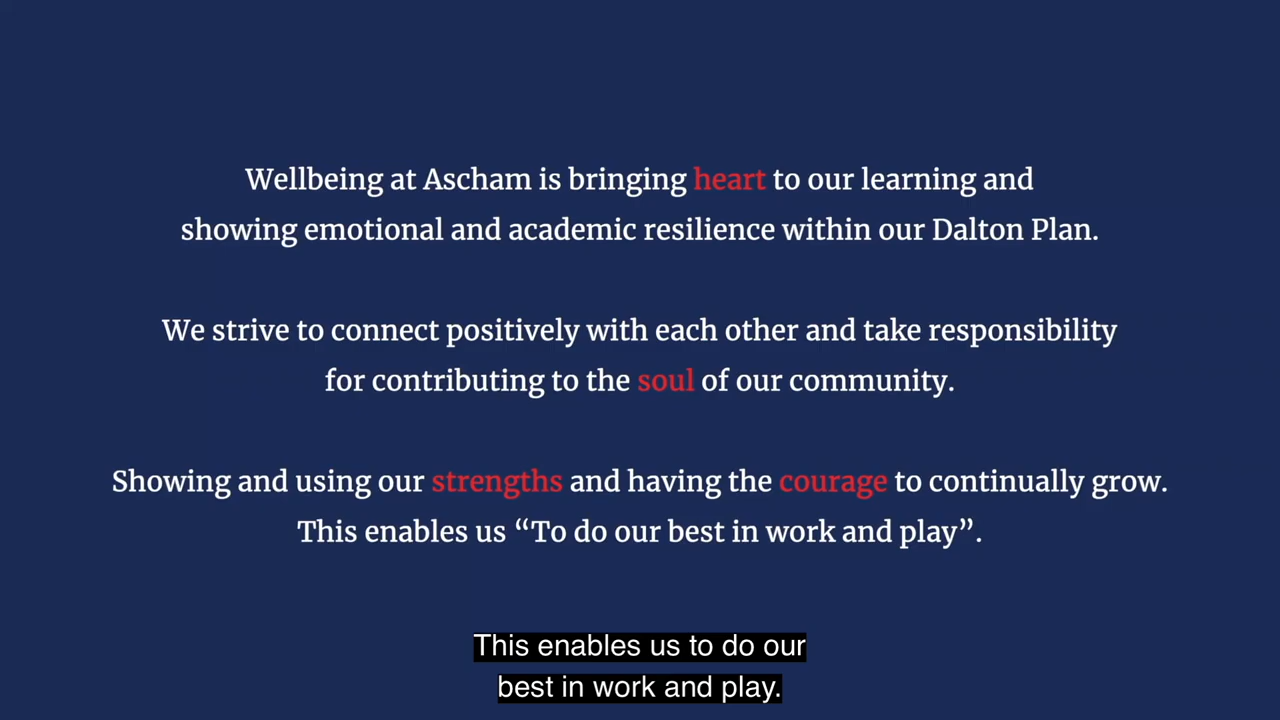 Wellbeing at Ascham is bringing heart to our learning and
showing emotional and academic resilience within our Dalton Plan.
We strive to connect positively with each other and take responsibility
for contributing to the soul of our community.
Showing and using our strengths and having the courage to continually grow.
This enables us “To do our best in work and play”.
This enables us to do our
best in work and play.